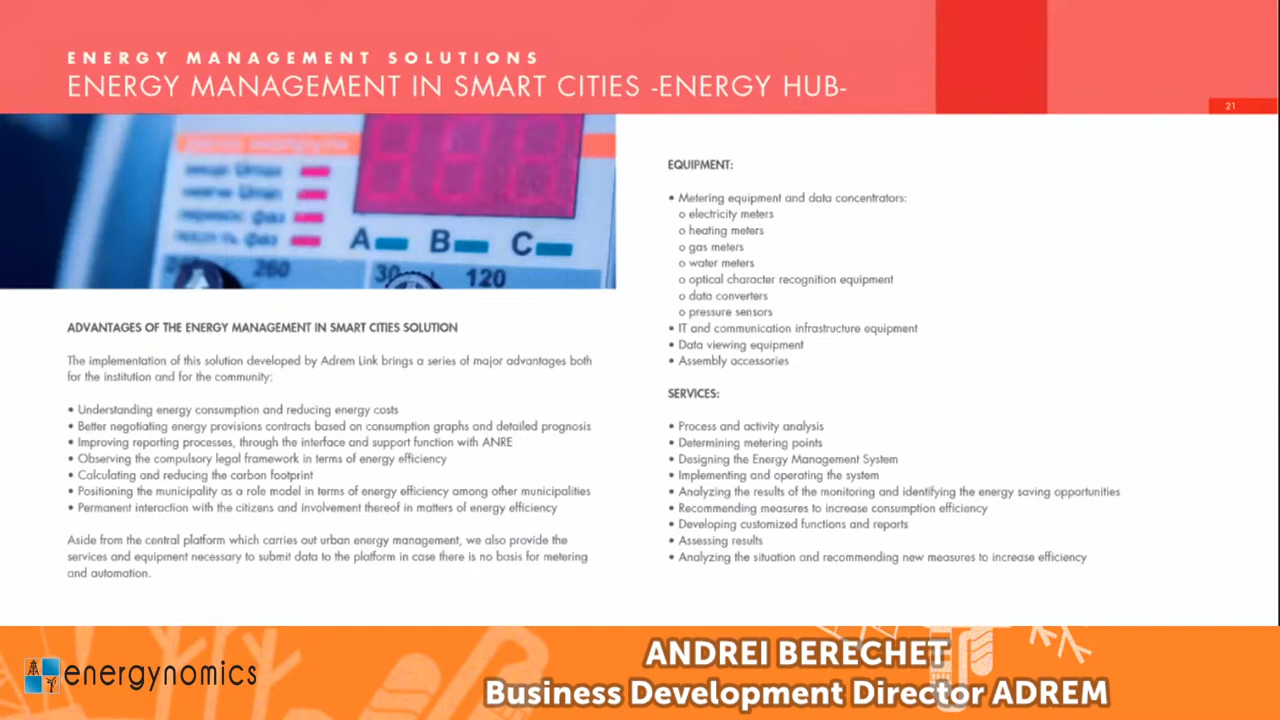 ENERGY MANAGEMENT SOLUTIONS
ENERGY MANAGEMENT IN SMART CITIES -ENERGY HUB-
21
A B C
260
30
120
ADVANTAGES OF THE ENERGY MANAGEMENT IN SMART CITIES SOLUTION
The implementation of this solution developed by Adrem Link brings a series of major advantages both
for the institution and for the community:
• Understanding energy consumption and reducing energy costs
• Better negotiating energy provisions contracts based on consumption graphs and detailed prognosis
• Improving reporting processes, through the interface and support function with ANRE
• Observing the compulsory legal framework in terms of energy efficiency
• Calculating and reducing the carbon footprint
• Positioning the municipality as a role model in terms of energy efficiency among other municipalities
• Permanent interaction with the citizens and involvement thereof in matters of energy efficiency
Aside from the central platform which carries out urban energy management, we also provide the
services and equipment necessary to submit data to the platform in case there is no basis for metering
and automation.
EQUIPMENT:
• Metering equipment and data concentrators:
o electricity meters
o heating meters
o gas meters
o water meters
o optical character recognition equipment
o data converters
o pressure sensors
• IT and communication infrastructure equipment
• Data viewing equipment
• Assembly accessories
SERVICES:
• Process and activity analysis
• Determining metering points
• Designing the Energy Management System
• Implementing and operating the system
• Analyzing the results of the monitoring and identifying the energy saving opportunities
• Recommending measures to increase consumption efficiency
• Developing customized functions and reports
• Assessing results
• Analyzing the situation and recommending new measures to increase efficiency
energynomics
ANDREI BERECHET
Business Development Director ADREM